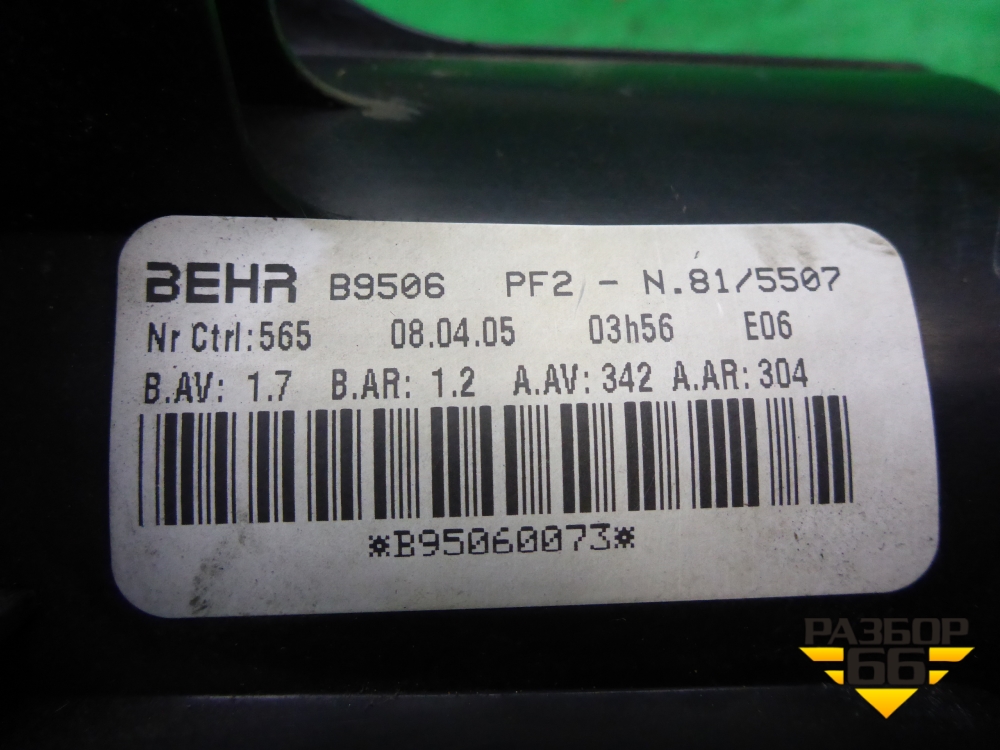 BEHR B9506 PF2 - N.81/5507
Nr Ctrl:565 08.04.05 03h56 E06
B.AV: 1.7 B.AR: 1.2 A.AV:342 A.AR:304
*B95060073*
РАЗБОР
66